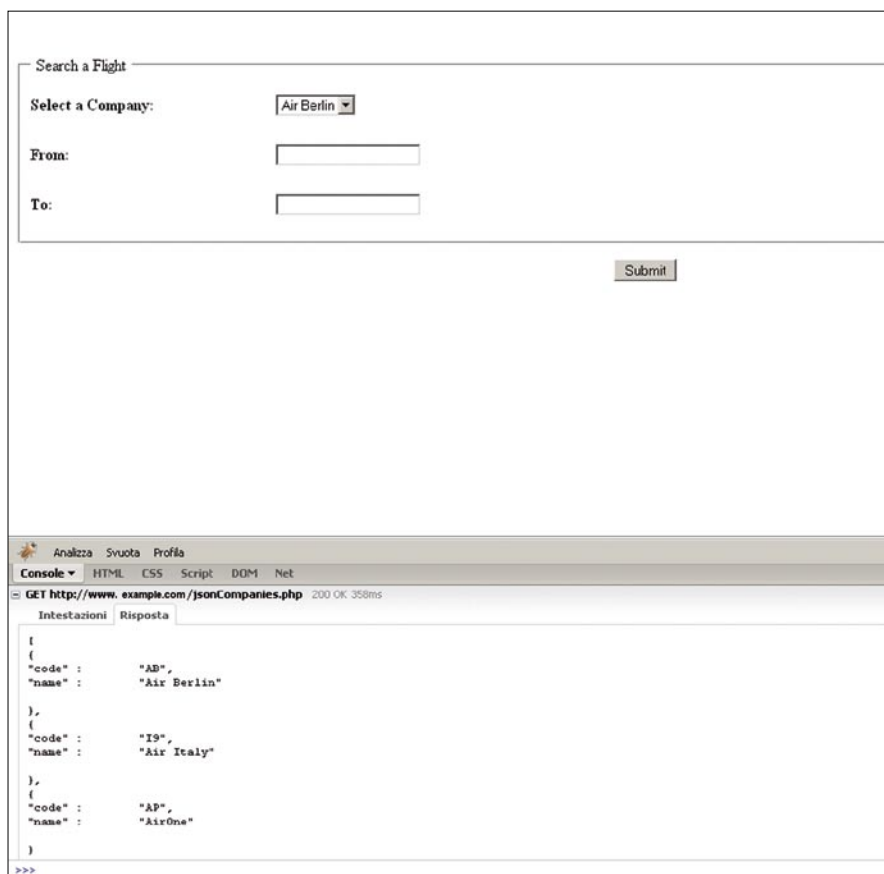 Search a Flight
Select a Company: Air Berlin
From:
To:
Submit
Analizza Svuota Profila
Console HTML CSS Script DOM Net
GET http://www. example.com/jsonCompanies.php 200 OK 358ms
Intestazioni Risposta
[
{
"code" : "AB",
"name" : "Air Berlin"
},
{
"code" : "I9",
"name" : "Air Italy"
},
{
"code" : "AP",
"name" : "AirOne"
}
>>>